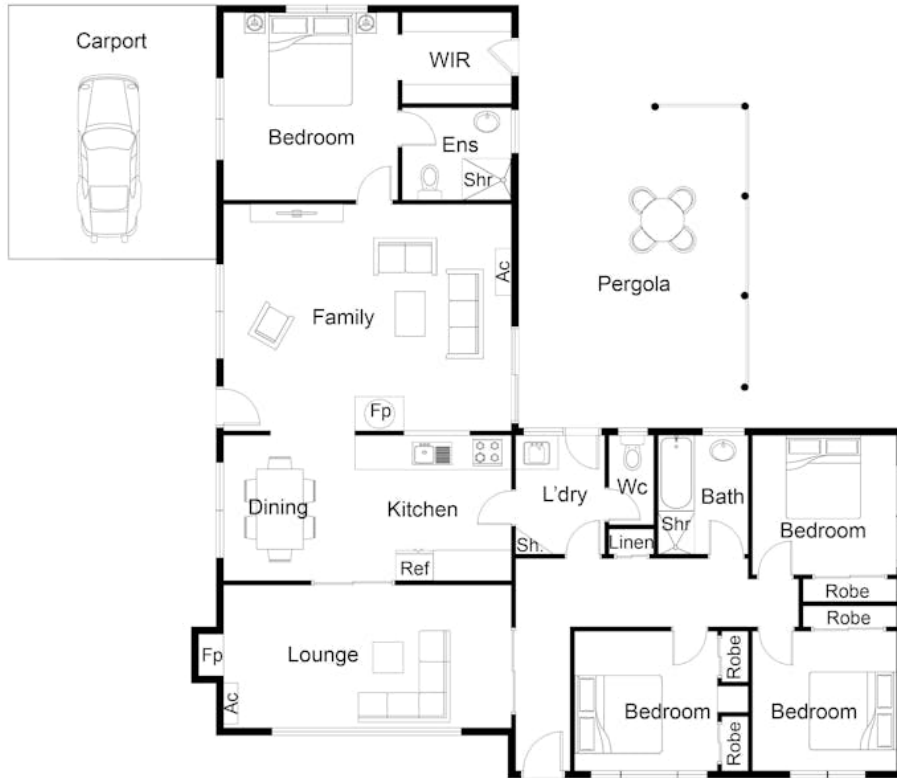 Carport
WIR
Bedroom
Ens
Shr
Ac
Family
Pergola
Fp
Dining
Kitchen
L'dry
Wc
Bath
Shr
Bedroom
Sh.
Linen
Ref
Robe
Robe
Fp
Lounge
Ac
Robe
Bedroom
Bedroom
Robe